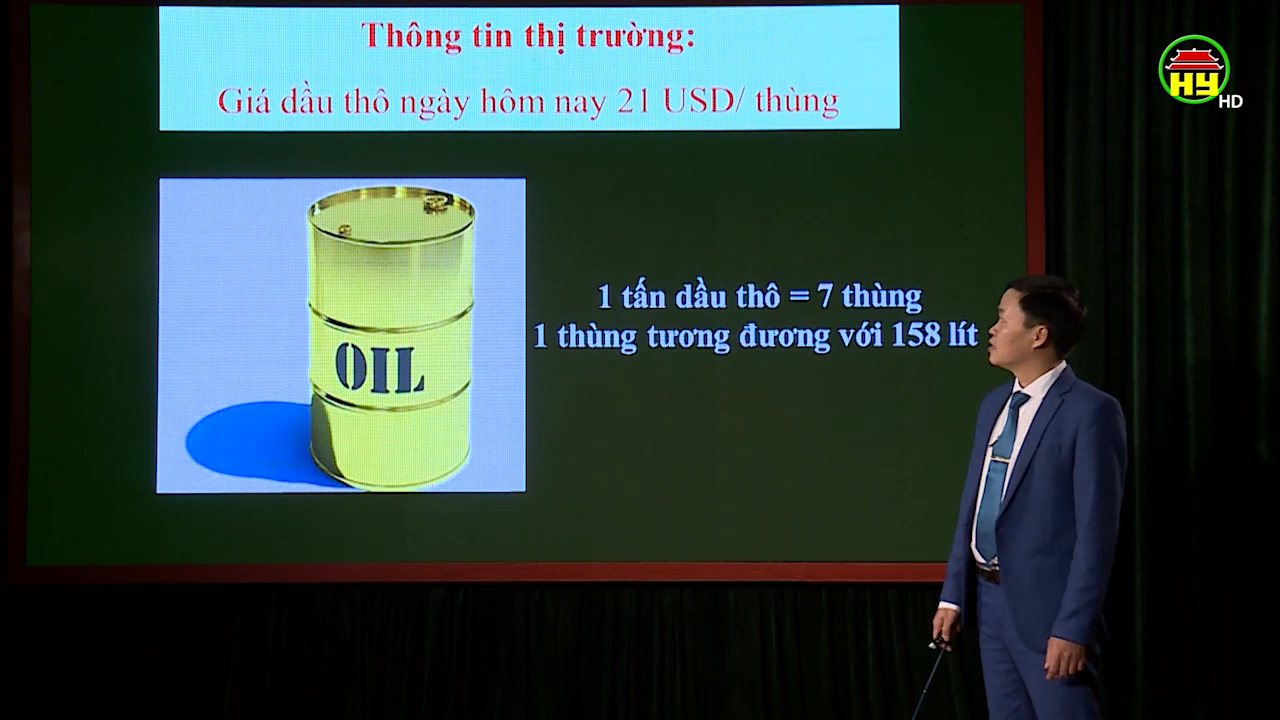 Thông tin thị trường:
Giá dầu thô ngày hôm nay 21 USD/ thùng
HY
HD
OIL
1 tấn dầu thô = 7 thùng
1 thùng tương đương với 158 lít